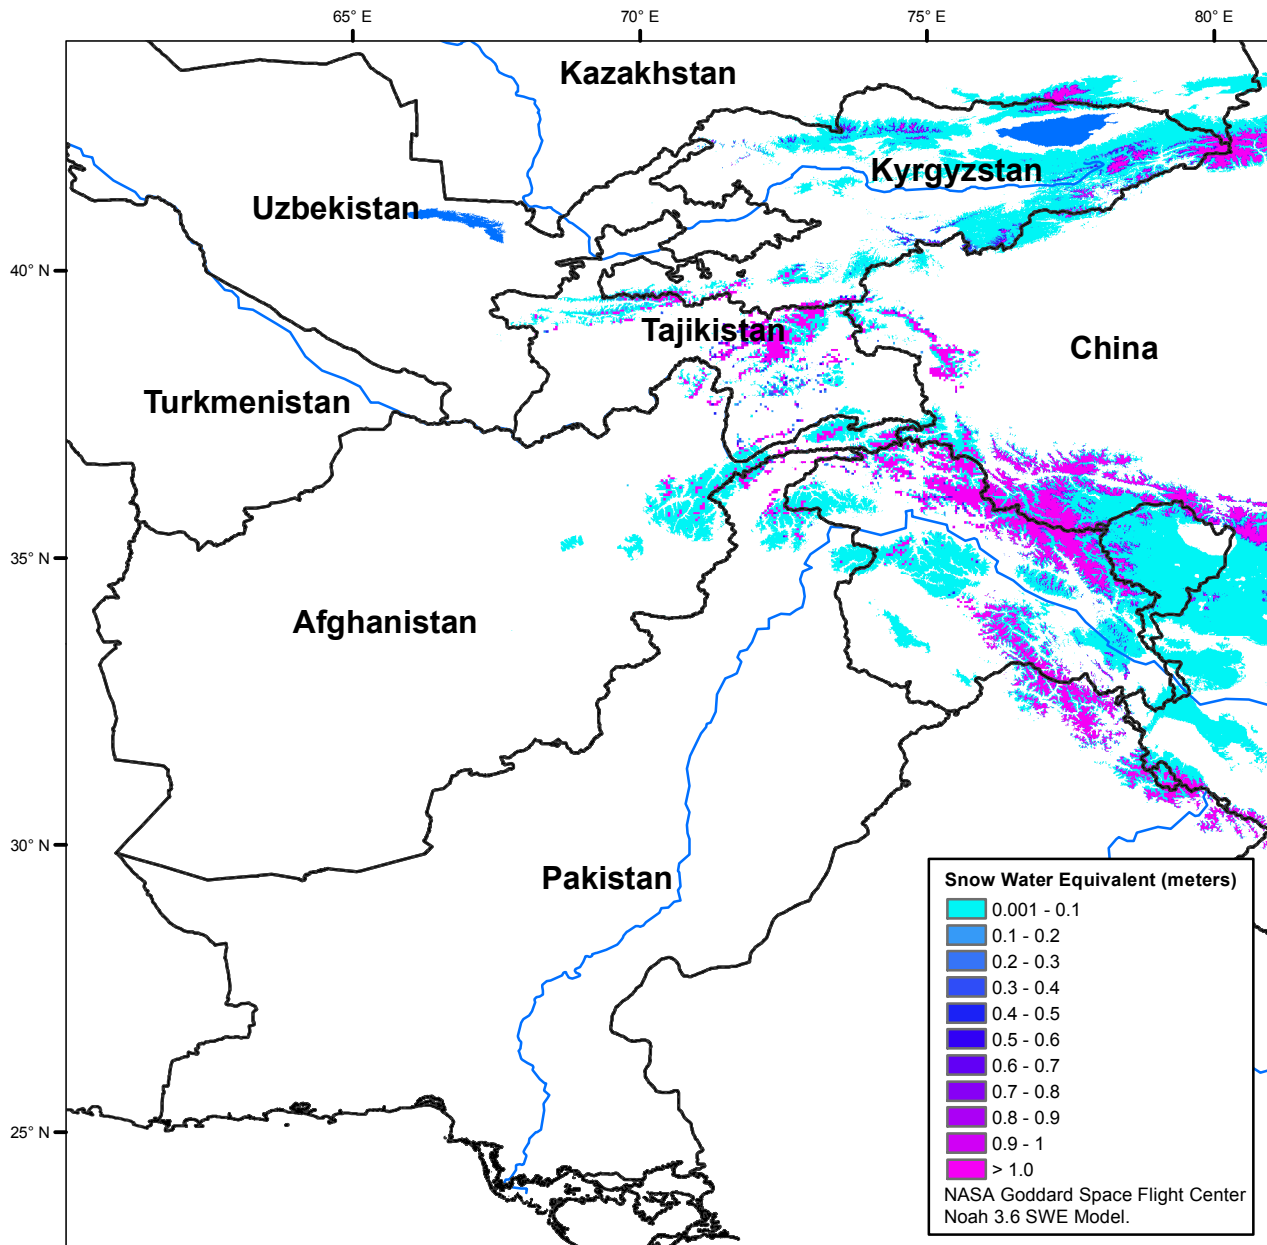 65° E
70° E
75° E
80° E
Kazakhstan
Kyrgyzstan
Uzbekistan
40° N
Tajikistan
China
Turkmenistan
35° N
Afghanistan
30° N
Pakistan
25° N
Snow Water Equivalent (meters)
0.001 - 0.1
0.1 - 0.2
0.2 - 0.3
0.3 - 0.4
0.4 - 0.5
0.5 - 0.6
0.6 - 0.7
0.7 - 0.8
0.8 - 0.9
0.9 - 1
> 1.0
NASA Goddard Space Flight Center
Noah 3.6 SWE Model.